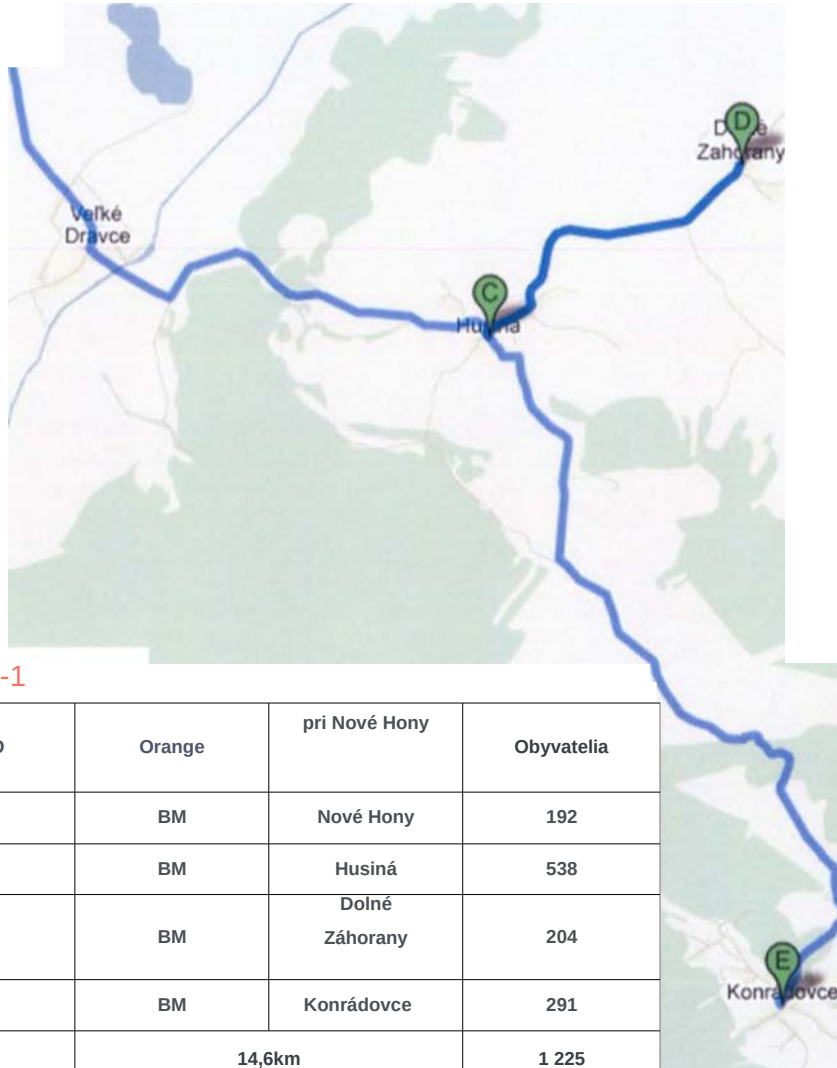 D
Zahorany
Veľké
Dravce
C
-1
Orange
pri Nové Hony
Obyvatelia
BM
Nové Hony
192
BM
Husiná
538
BM
Dolné
Záhorany
204
BM
Konrádovce
291
14,6km
1 225
E
Konrádovce